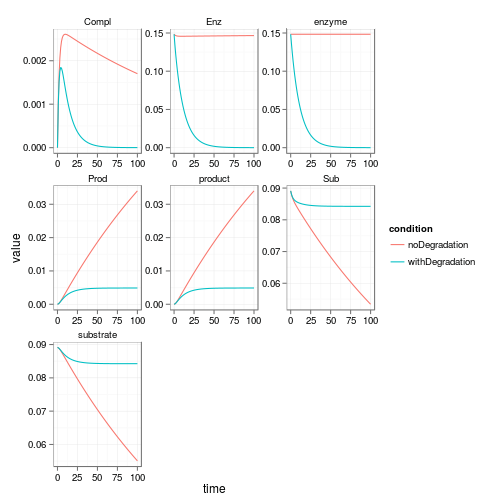 Compl Enz enzyme
0.002
0.001
0.000
0.15
0.10
0.05
0.00
0.15
0.10
0.05
0.00
0 25 50 75 100 0 25 50 75 100 0 25 50 75 100
Prod product Sub
0.03
0.02
0.01
0.00
0.03
0.02
0.01
0.00
0.09
0.08
0.07
0.06
0 25 50 75 100 0 25 50 75 100 0 25 50 75 100
substrate
0.09
0.08
0.07
0.06
0 25 50 75 100
value
time
condition
noDegradation
withDegradation